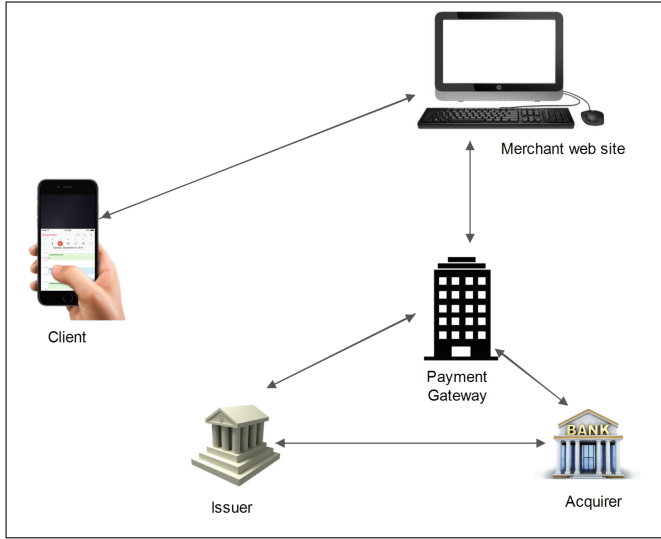 Merchant web site
Client
Payment
Gateway
BANK
Issuer
Acquirer